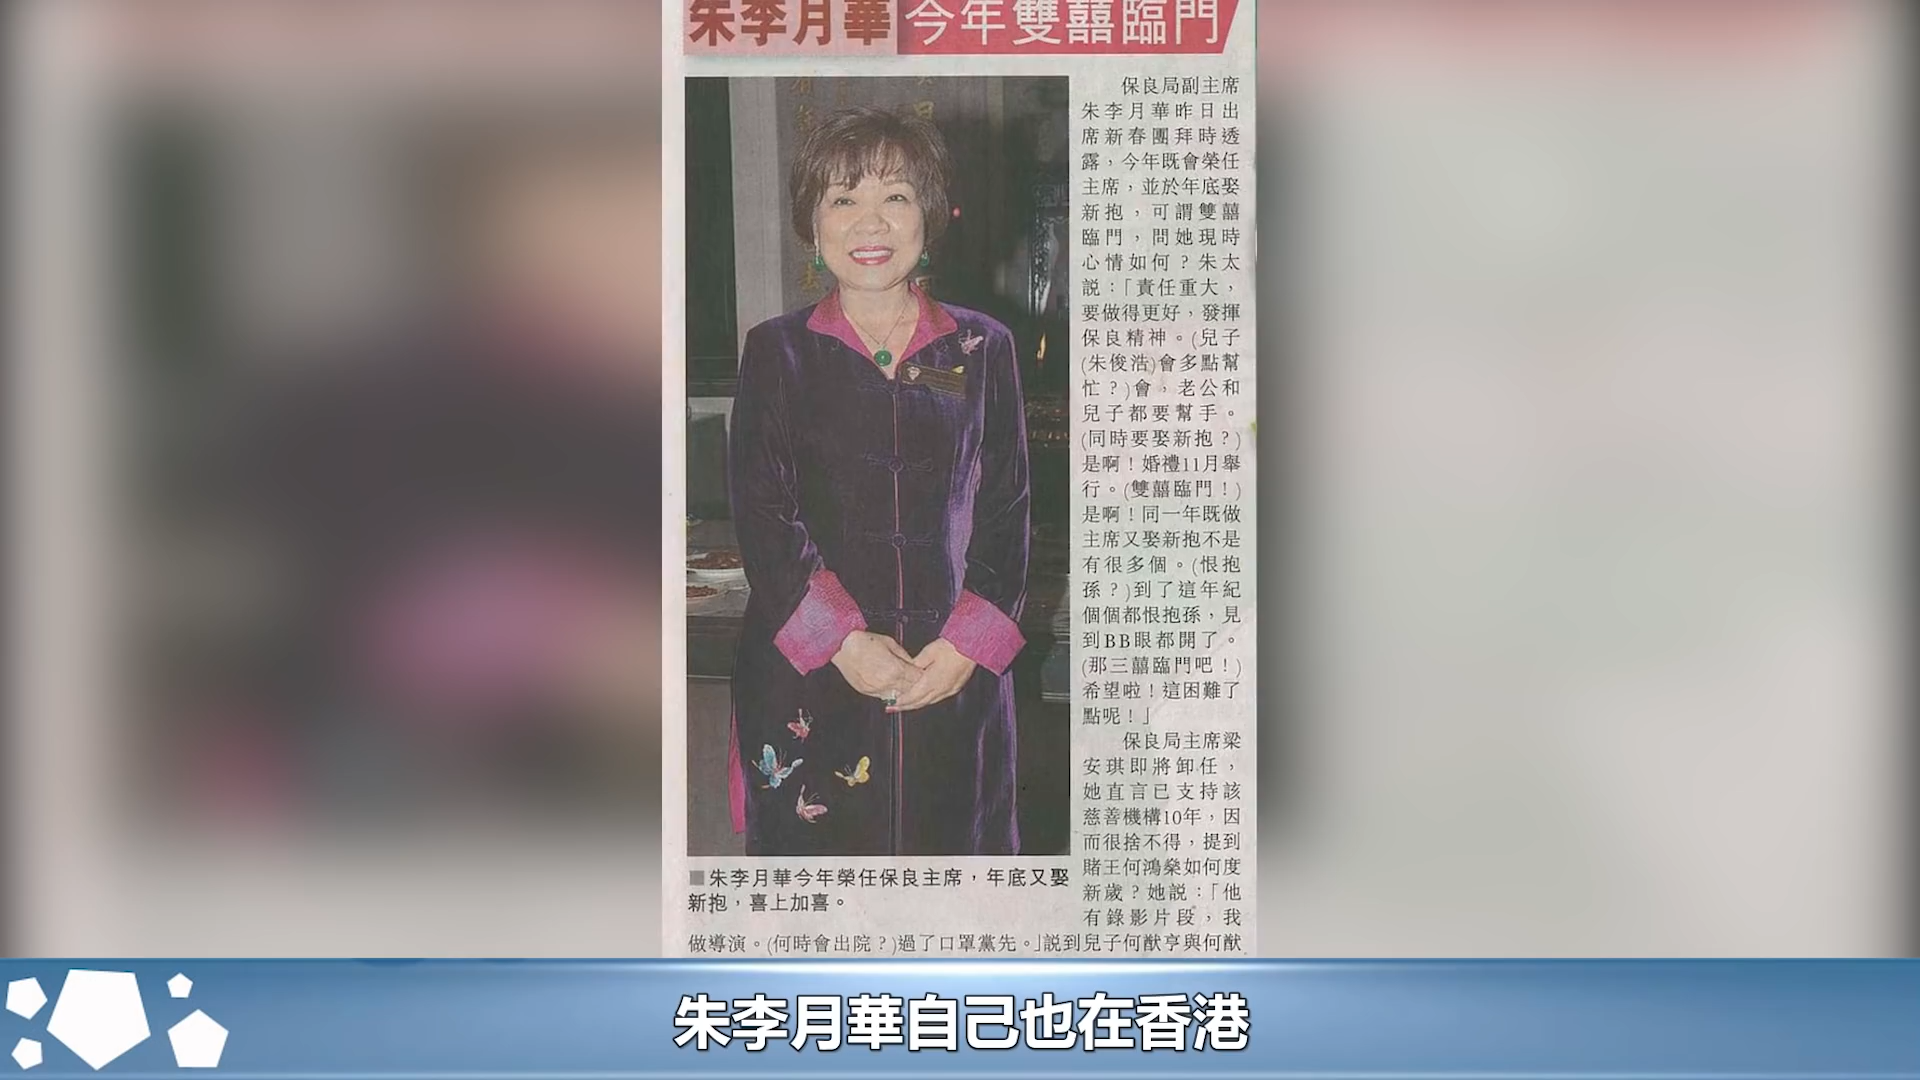 朱李月華 今年雙囍臨門
保良局副主席
朱李月華昨日出
席新春團拜時透
露，今年既會榮任
主席，並於年底娶
新抱，可謂雙囍
臨門，問她現時
心情如何？朱太
説：「責任重大，
要做得更好，發揮
保良精神。(兒子
(朱俊浩)會多點幫
忙？)會，老公和
兒子都要幫手。
(同時要娶新抱？)
是啊！婚禮11月舉
行。(雙囍臨門！)
是啊！同一年既做
主席又娶新抱不是
有很多個。(恨抱
孫？)到了這年紀
個個都恨抱孫，見
到BB眼都開了。
(那三囍臨門吧！)
希望啦！這困難了
點呢！」
保良局主席梁
安琪即將卸任，
她直言已支持該
慈善機構10年，因
而很捨不得，提到
賭王何鴻燊如何度
新歲？她説：「他
有錄影片段，我
做導演。(何時會出院？)過了口罩黨先。」説到兒子何猷亨與何猷
■朱李月華今年榮任保良主席，年底又娶
新抱，喜上加喜。
朱李月華自己也在香港